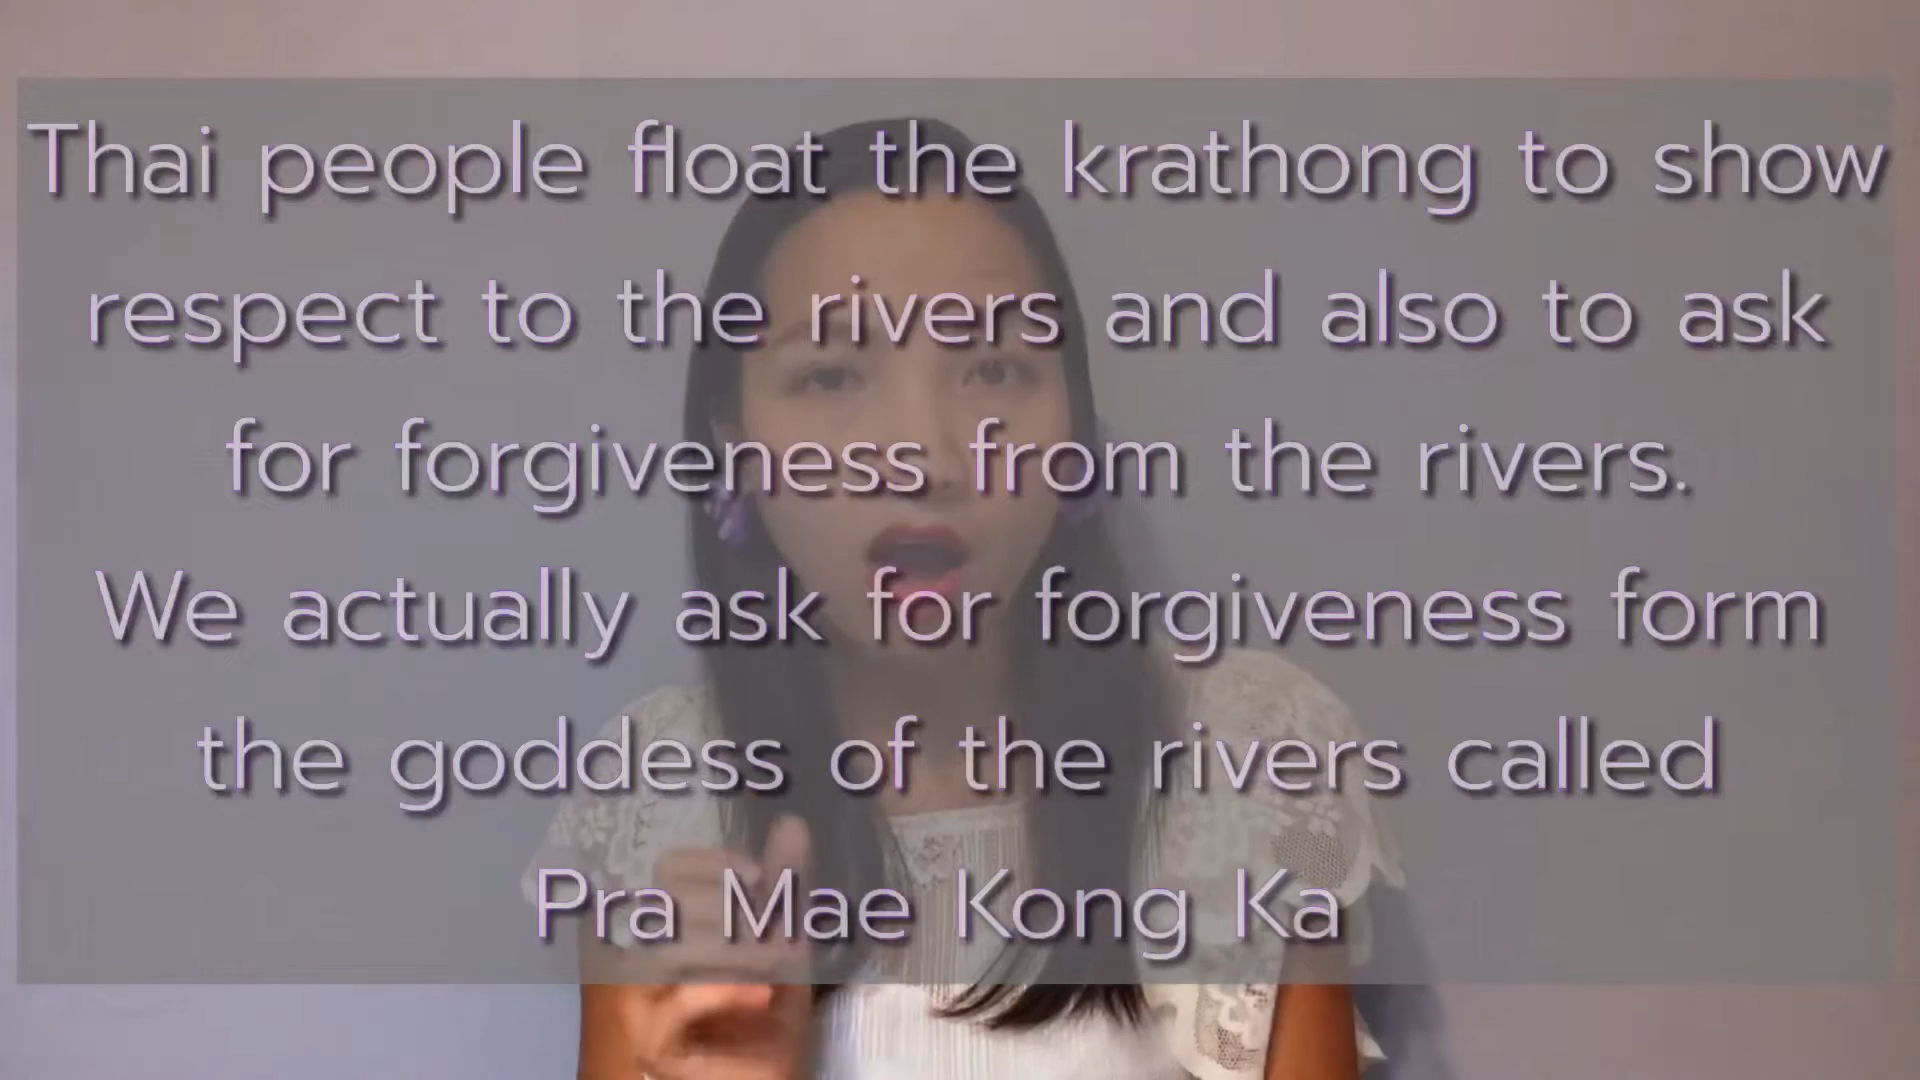 Thai people float the krathong to show
respect to the rivers and also to ask
for forgiveness from the rivers.
We actually ask for forgiveness form
the goddess of the rivers called
Pra Mae Kong Ka